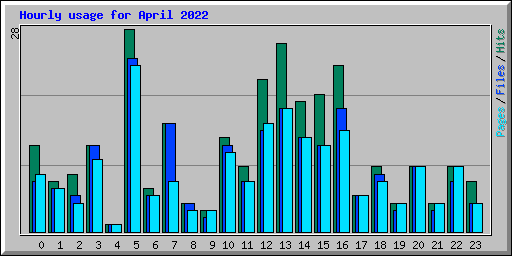 Hourly usage for April 2022
28
Pages / Files / Hits
0 1 2 3 4 5 6 7 8 9 10 11 12 13 14 15 16 17 18 19 20 21 22 23